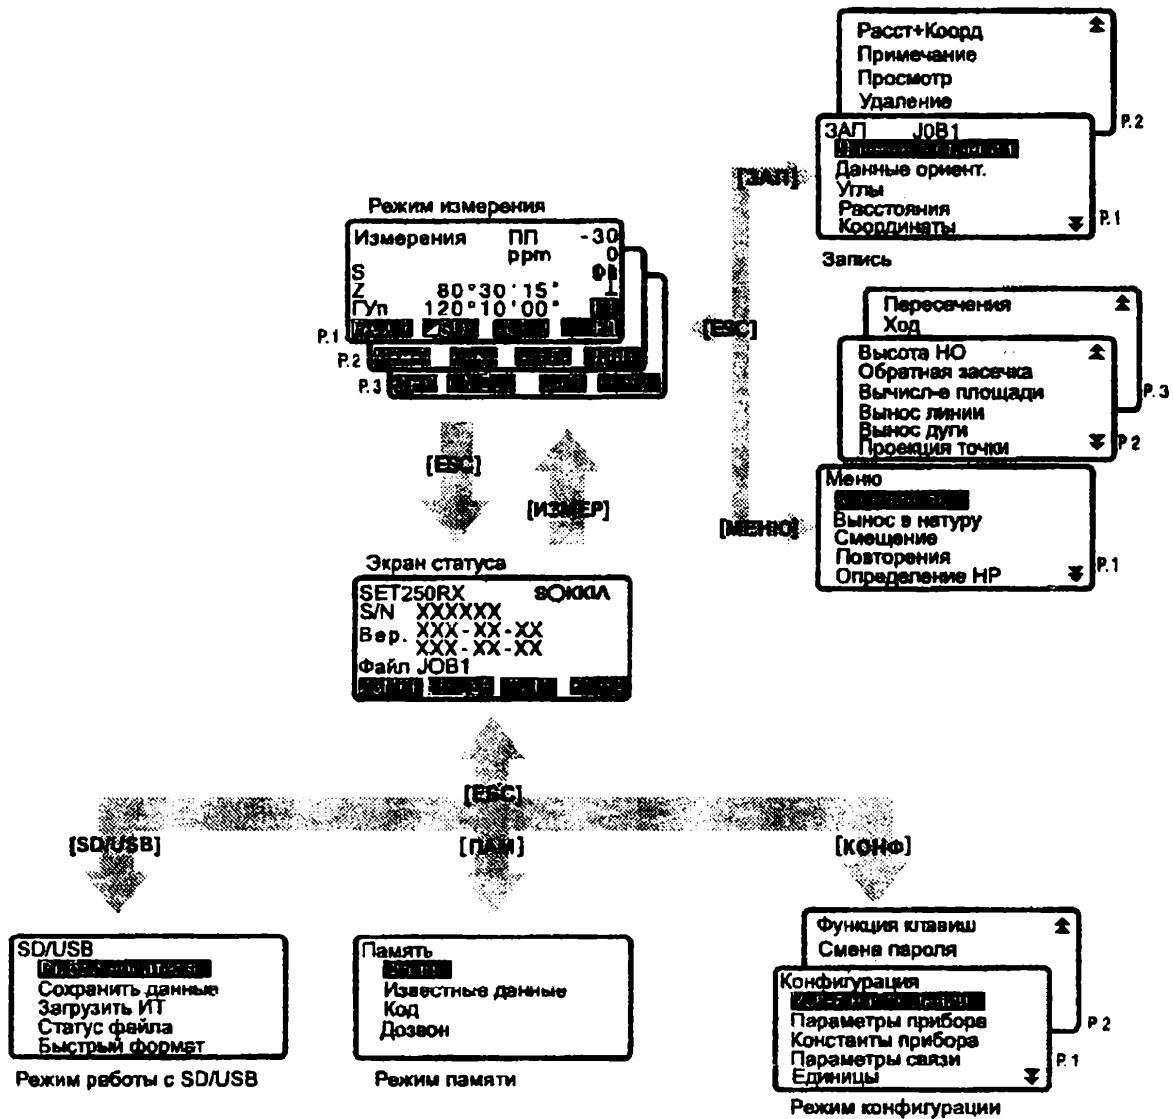 Расст+Коорд
Примечание
Просмотр
Удаление
P.2
ЗАП JOB1
Данные ориент.
Углы
Расстояния
Координаты
P.1
Запись
[ЗАП]
Режим измерения
Измерения ПП -30
ppm 0
S
Z 80°30'15"
ГУп 120°10'00"
P.1
P.2
P.3
[ESC]
Пересечения
Ход
P.3
Высота НО
Обратная засечка
Вычисл-е площади
Вынос линии
Вынос дуги
Проекция точки
P 2
[МЕНЮ]
Меню
Вынос в натуру
Смещение
Повторения
Определение НР
P.1
[ESC]
[ИЗМЕР]
Экран статуса
SET250RX SOKKIA
S/N XXXXXX
Вер. XXX-XX-XX
XXX-XX-XX
Файл JOB1
[ESC]
[SD/USB]
[ПАМ]
[КОНФ]
SD/USB
Сохранить данные
Загрузить ИТ
Статус файла
Быстрый формат
Режим работы с SD/USB
Память
Известные данные
Код
Дозвон
Режим памяти
Функция клавиш
Смена пароля
P 2
Конфигурация
Параметры прибора
Константы прибора
Параметры связи
Единицы
P. 1
Режим конфигурации